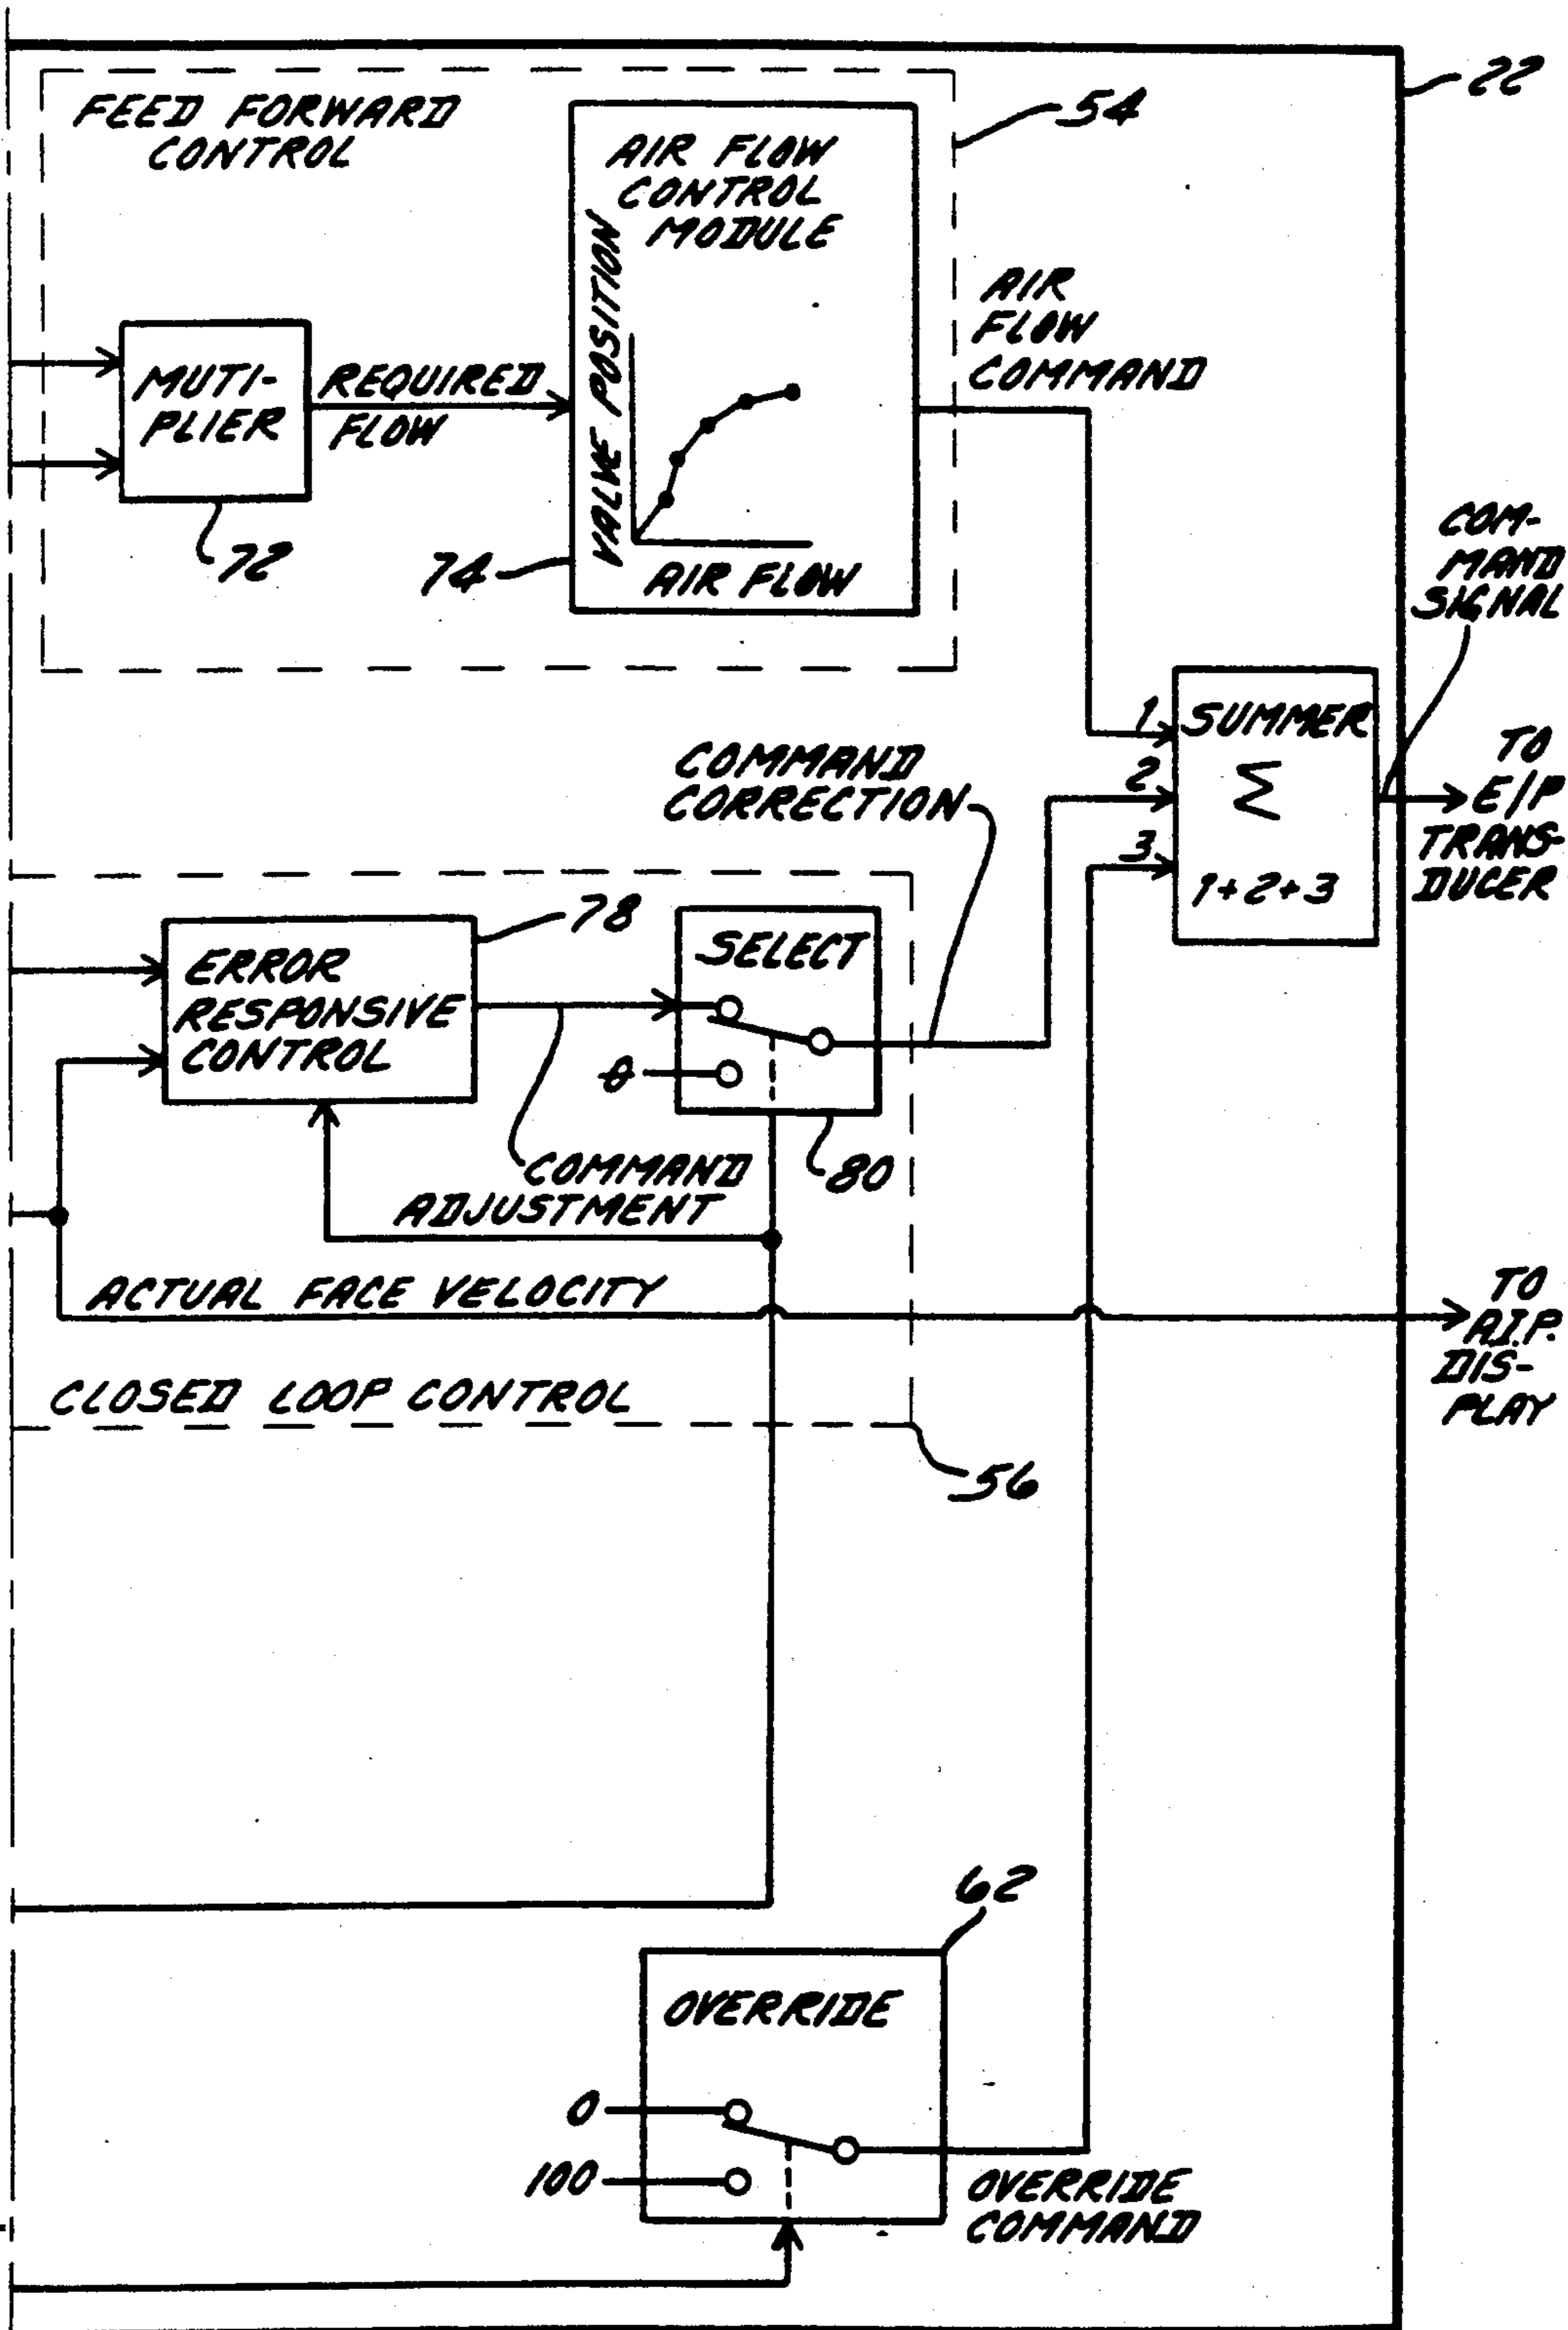 FEED FORWARD
CONTROL
54
22
AIR FLOW
CONTROL
MODULE
VALVE POSITION
AIR FLOW
74
MUTI-
PLIER
72
REQUIRED
FLOW
AIR
FLOW
COMMAND
COM-
MAND
SIGNAL
1
2
3
SUMMER
Σ
1+2+3
TO
E/P
TRANS-
DUCER
COMMAND
CORRECTION
78
ERROR
RESPONSIVE
CONTROL
SELECT
0
80
COMMAND
ADJUSTMENT
ACTUAL FACE VELOCITY
TO
A.I.P.
DIS-
PLAY
CLOSED LOOP CONTROL
56
62
OVERRIDE
0
100
OVERRIDE
COMMAND